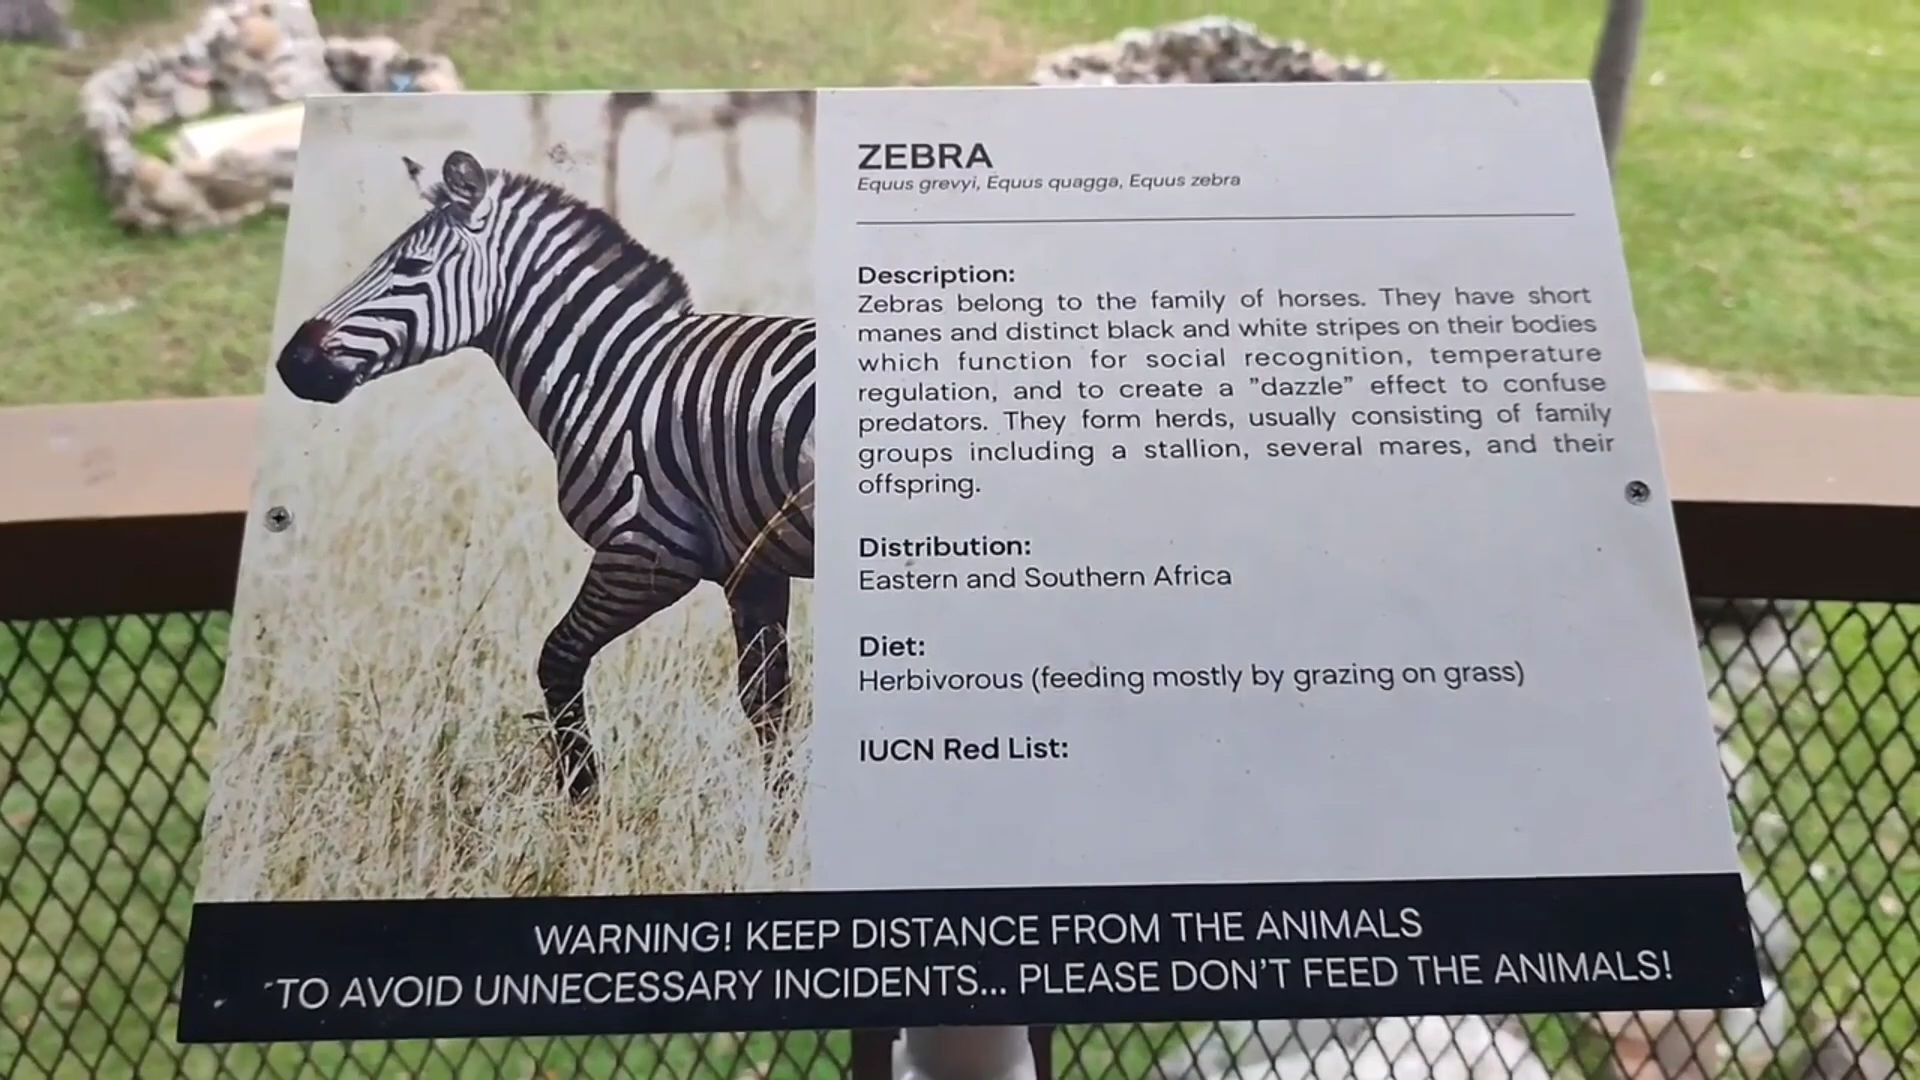 ZEBRA
Equus grevyi, Equus quagga, Equus zebra
Description:
Zebras belong to the family of horses. They have short
manes and distinct black and white stripes on their bodies
which function for social recognition, temperature
regulation, and to create a "dazzle" effect to confuse
predators. They form herds, usually consisting of family
groups including a stallion, several mares, and their
offspring.
Distribution:
Eastern and Southern Africa
Diet:
Herbivorous (feeding mostly by grazing on grass)
IUCN Red List:
WARNING! KEEP DISTANCE FROM THE ANIMALS
TO AVOID UNNECESSARY INCIDENTS... PLEASE DON'T FEED THE ANIMALS!